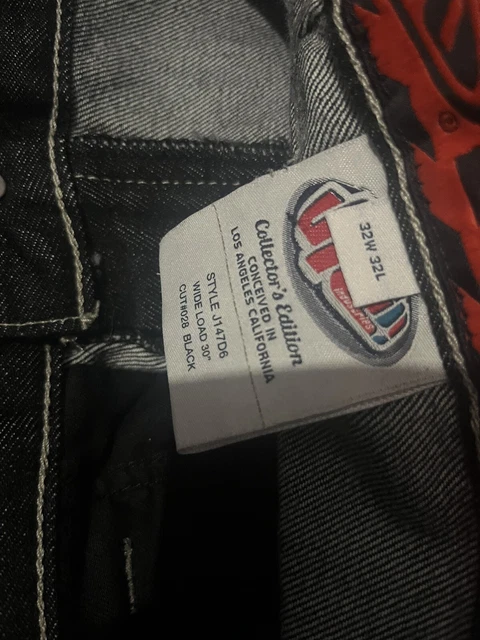 32W 32L
Collector's Edition
CONCEIVED IN
LOS ANGELES CALIFORNIA
STYLE J147D6
WIDE LOAD 30"
CUT#028 BLACK